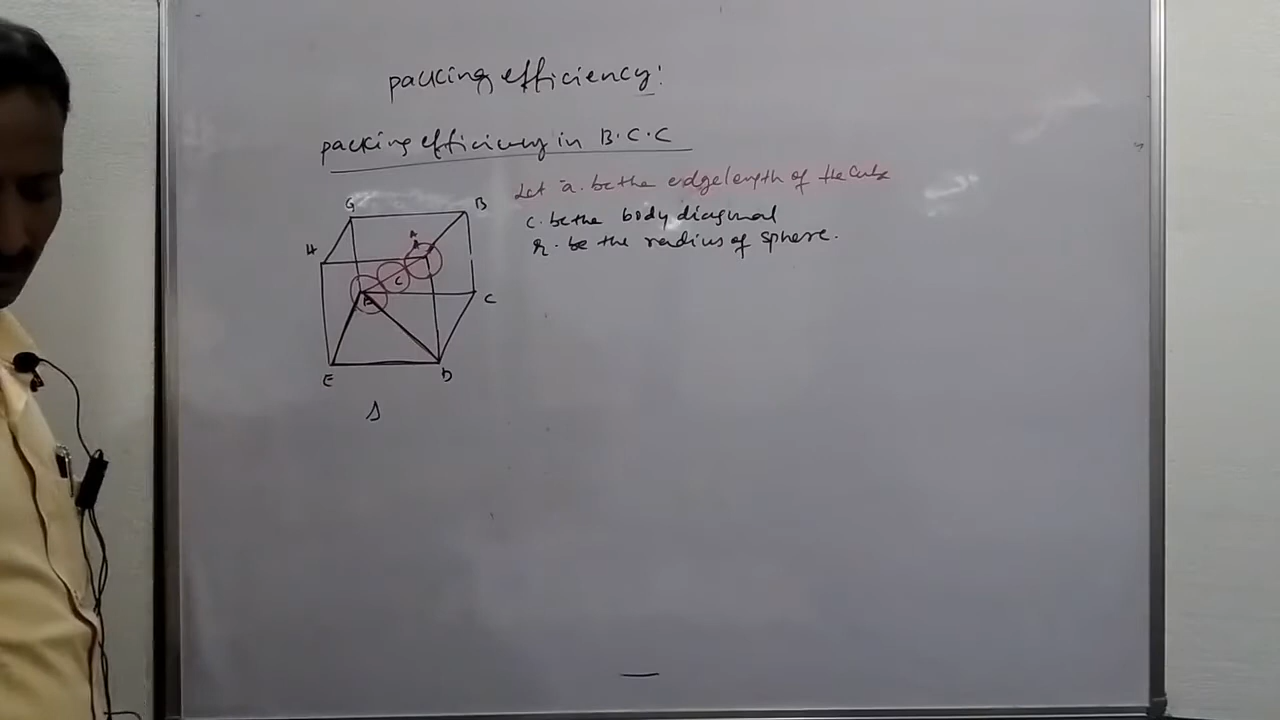 packing efficiency:
packing efficiency in B.C.C
Let a. be the edge length of the cube
c. be the body diagonal
r. be the radius of sphere.
G B
H A
C
F C
E D
Δ